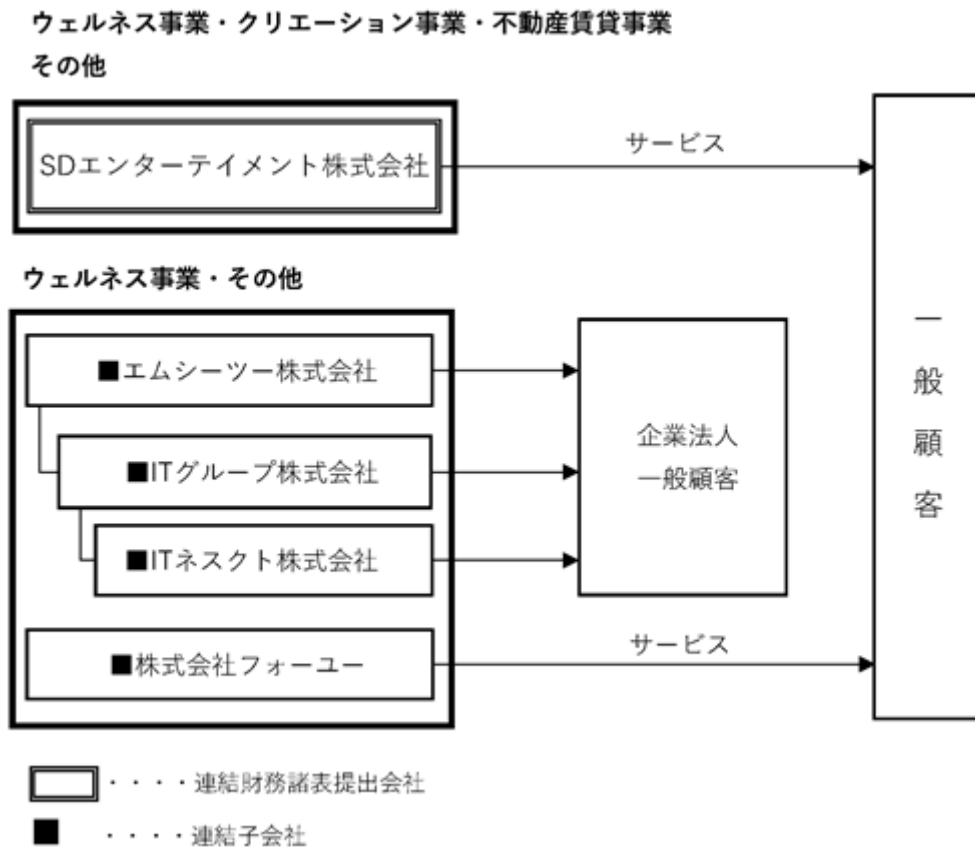 ウェルネス事業・クリエーション事業・不動産賃貸事業
その他
SDエンターテイメント株式会社
サービス
ウェルネス事業・その他
■エムシーツー株式会社
■ITグループ株式会社
■ITネスクト株式会社
■株式会社フォーユー
企業法人
一般顧客
サービス
一般顧客
・・・・連結財務諸表提出会社
■ ・・・・連結子会社